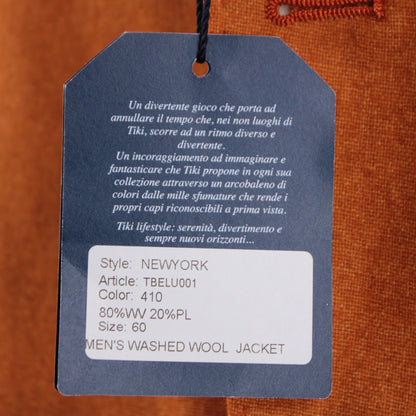 Un divertente gioco che porta ad
annullare il tempo che, nei non luoghi di
Tiki, scorre ad un ritmo diverso e
divertente.
Un incoraggiamento ad immaginare e
fantasticare che Tiki propone in ogni sua
collezione attraverso un arcobaleno di
colori dalle mille sfumature che rende i
propri capi riconoscibili a prima vista.
Tiki lifestyle: serenità, divertimento e
sempre nuovi orizzonti...
Style: NEWYORK
Article: TBELU001
Color: 410
80%WV 20%PL
Size: 60
MEN'S WASHED WOOL JACKET